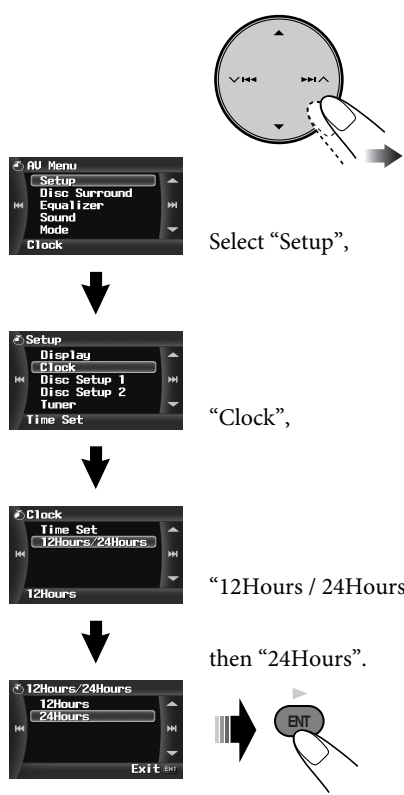 AV Menu
Setup
Disc Surround
Equalizer
Sound
Mode
Clock
Select “Setup”,
Setup
Display
Clock
Disc Setup 1
Disc Setup 2
Tuner
Time Set
“Clock”,
Clock
Time Set
12Hours/24Hours
12Hours
“12Hours / 24Hours
then “24Hours”.
12Hours/24Hours
12Hours
24Hours
Exit ENT
ENT